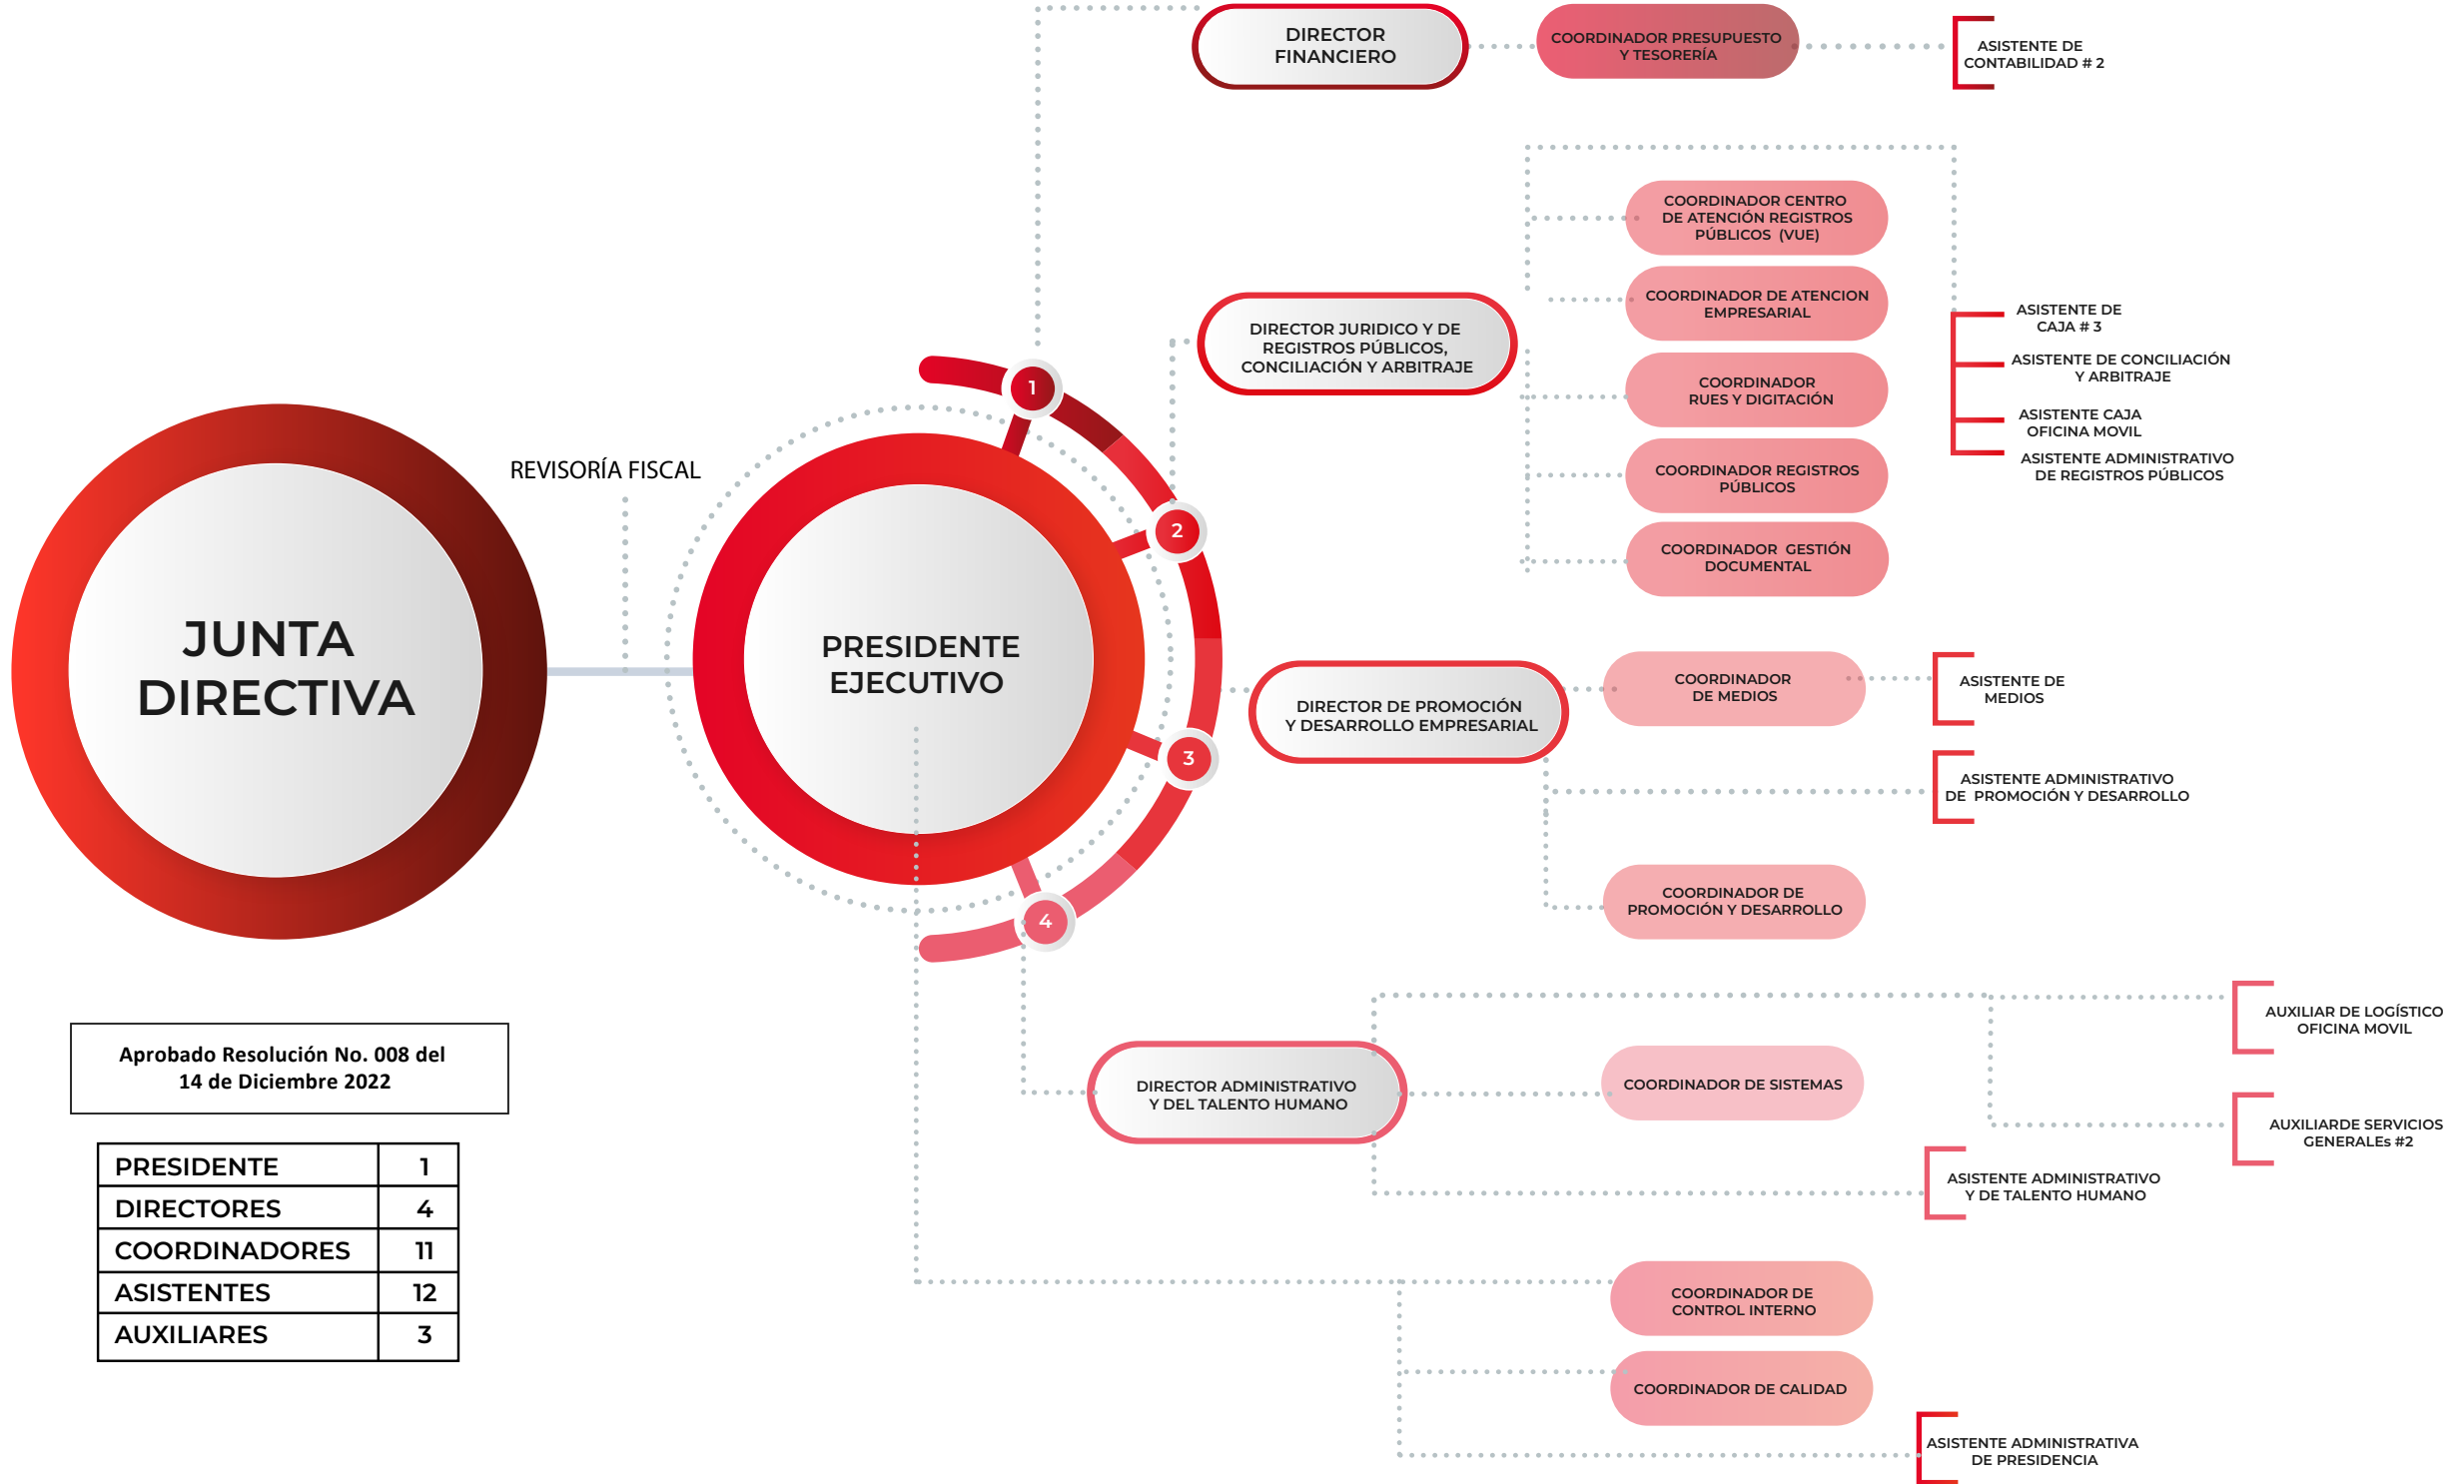 DIRECTOR
FINANCIERO
COORDINADOR PRESUPUESTO
Y TESORERÍA
ASISTENTE DE
CONTABILIDAD # 2
COORDINADOR CENTRO
DE ATENCIÓN REGISTROS
PÚBLICOS (VUE)
COORDINADOR DE ATENCION
EMPRESARIAL
COORDINADOR
RUES Y DIGITACIÓN
COORDINADOR REGISTROS
PÚBLICOS
COORDINADOR GESTIÓN
DOCUMENTAL
DIRECTOR JURIDICO Y DE
REGISTROS PÚBLICOS,
CONCILIACIÓN Y ARBITRAJE
ASISTENTE DE
CAJA # 3
ASISTENTE DE CONCILIACIÓN
Y ARBITRAJE
ASISTENTE CAJA
OFICINA MOVIL
ASISTENTE ADMINISTRATIVO
DE REGISTROS PÚBLICOS
1
2
3
4
REVISORÍA FISCAL
JUNTA
DIRECTIVA
PRESIDENTE
EJECUTIVO
DIRECTOR DE PROMOCIÓN
Y DESARROLLO EMPRESARIAL
COORDINADOR
DE MEDIOS
ASISTENTE DE
MEDIOS
ASISTENTE ADMINISTRATIVO
DE PROMOCIÓN Y DESARROLLO
COORDINADOR DE
PROMOCIÓN Y DESARROLLO
AUXILIAR DE LOGÍSTICO
OFICINA MOVIL
DIRECTOR ADMINISTRATIVO
Y DEL TALENTO HUMANO
COORDINADOR DE SISTEMAS
AUXILIARDE SERVICIOS
GENERALEs #2
ASISTENTE ADMINISTRATIVO
Y DE TALENTO HUMANO
COORDINADOR DE
CONTROL INTERNO
COORDINADOR DE CALIDAD
ASISTENTE ADMINISTRATIVA
DE PRESIDENCIA
Aprobado Resolución No. 008 del
14 de Diciembre 2022
PRESIDENTE 1
DIRECTORES 4
COORDINADORES 11
ASISTENTES 12
AUXILIARES 3